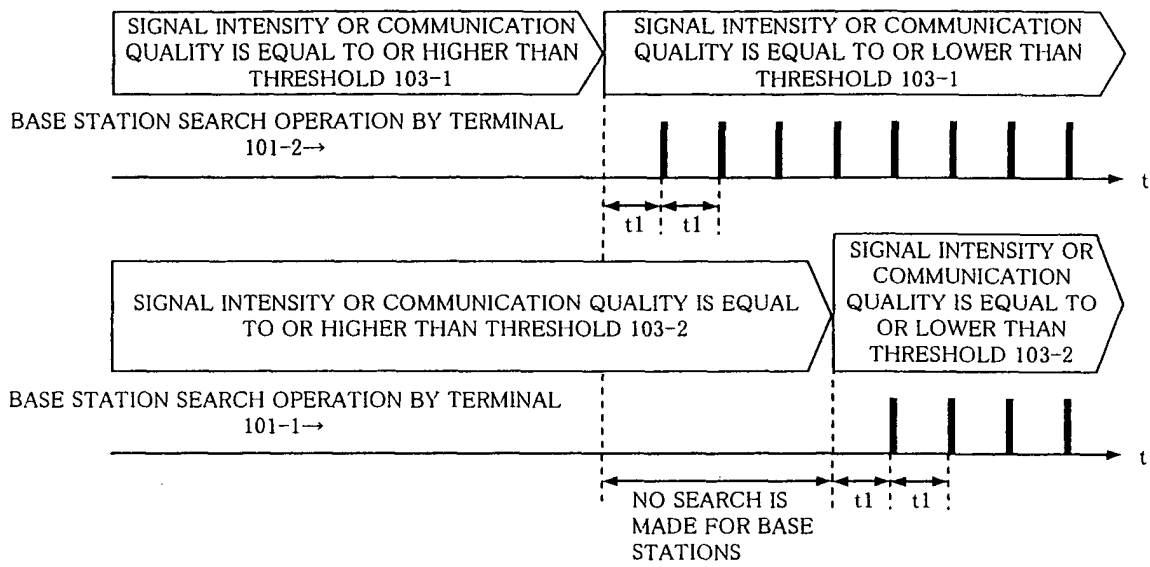 SIGNAL INTENSITY OR COMMUNICATION
QUALITY IS EQUAL TO OR HIGHER THAN
THRESHOLD 103-1
SIGNAL INTENSITY OR COMMUNICATION
QUALITY IS EQUAL TO OR LOWER THAN
THRESHOLD 103-1
BASE STATION SEARCH OPERATION BY TERMINAL
101-2→
t
t1
t1
SIGNAL INTENSITY OR COMMUNICATION QUALITY IS EQUAL
TO OR HIGHER THAN THRESHOLD 103-2
SIGNAL INTENSITY OR
COMMUNICATION
QUALITY IS EQUAL TO
OR LOWER THAN
THRESHOLD 103-2
BASE STATION SEARCH OPERATION BY TERMINAL
101-1→
t
NO SEARCH IS
MADE FOR BASE
STATIONS
t1
t1